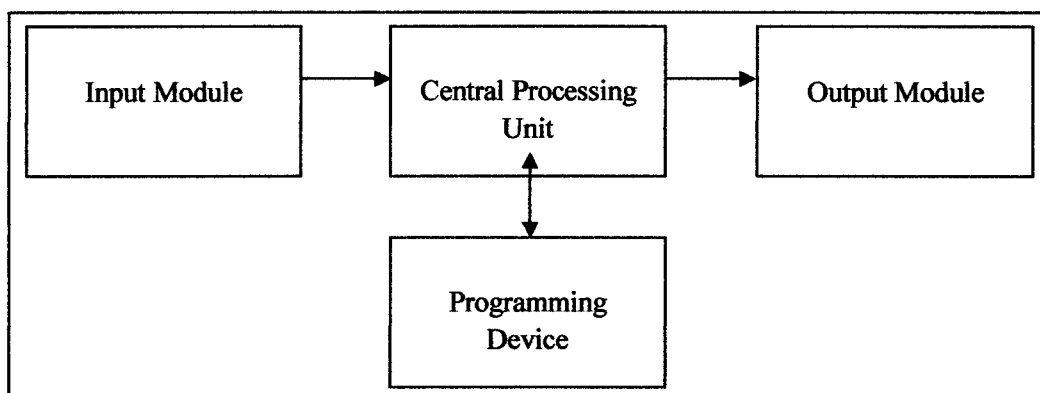 Input Module
Central Processing
Unit
Output Module
Programming
Device